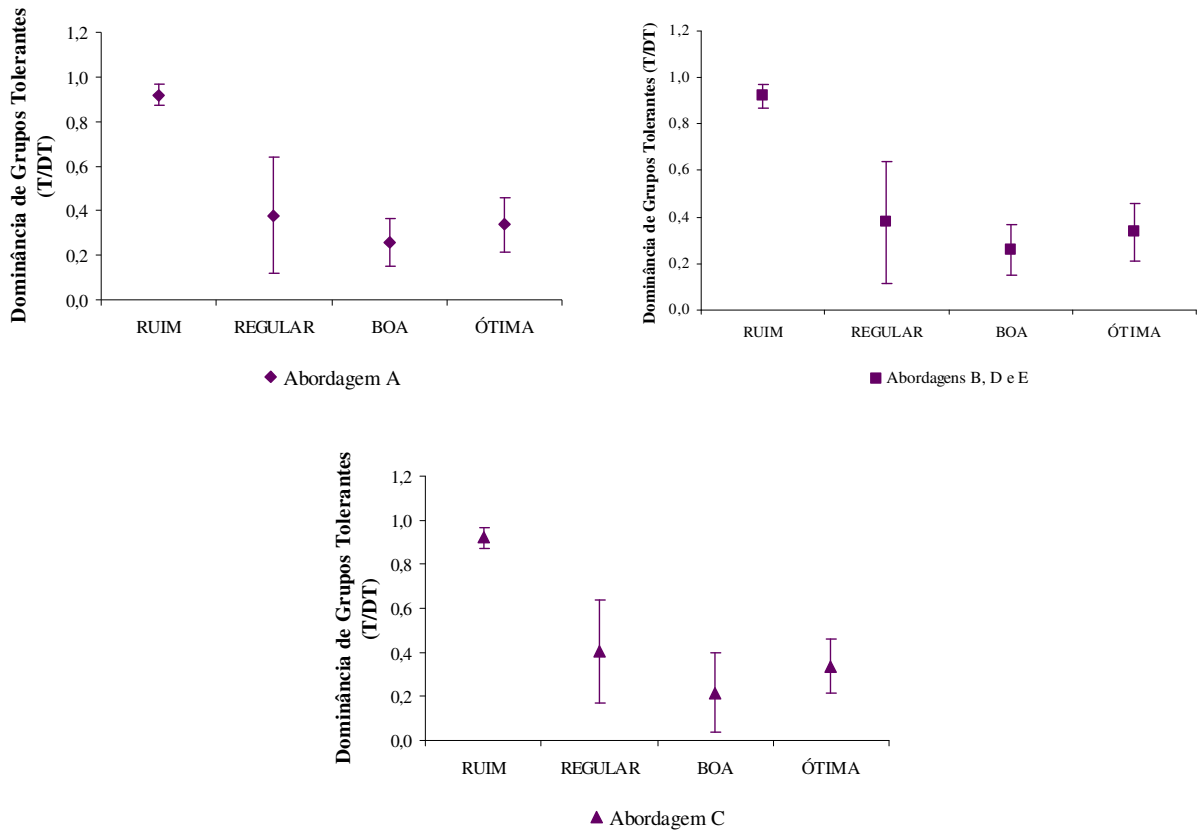 Dominância de Grupos Tolerantes
(T/DT)
1,2
1,0
0,8
0,6
0,4
0,2
0,0
RUIM REGULAR BOA ÓTIMA
Abordagem A
Dominância de Grupos Tolerantes (T/DT)
1,2
1,0
0,8
0,6
0,4
0,2
0,0
RUIM REGULAR BOA ÓTIMA
Abordagens B, D e E
Dominância de Grupos Tolerantes
(T/DT)
1,2
1,0
0,8
0,6
0,4
0,2
0,0
RUIM REGULAR BOA ÓTIMA
Abordagem C